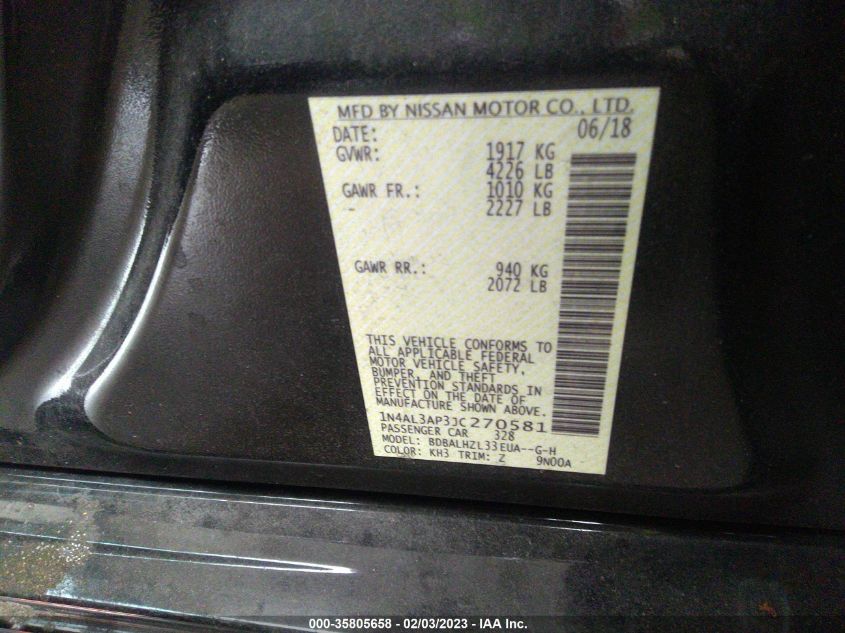 MFD BY NISSAN MOTOR CO., LTD.
DATE: 06/18
GVWR: 1917 KG
4226 LB
GAWR FR.: 1010 KG
- 2227 LB
GAWR RR.: 940 KG
2072 LB
THIS VEHICLE CONFORMS TO
ALL APPLICABLE FEDERAL
MOTOR VEHICLE SAFETY,
BUMPER, AND THEFT
PREVENTION STANDARDS IN
EFFECT ON THE DATE OF
MANUFACTURE SHOWN ABOVE.
1N4AL3AP3JC270581
PASSENGER CAR 328
MODEL: BDBALHZL33EUA--G-H
COLOR: KH3 TRIM: Z 9N00A
000-35805658 - 02/03/2023 - IAA Inc.